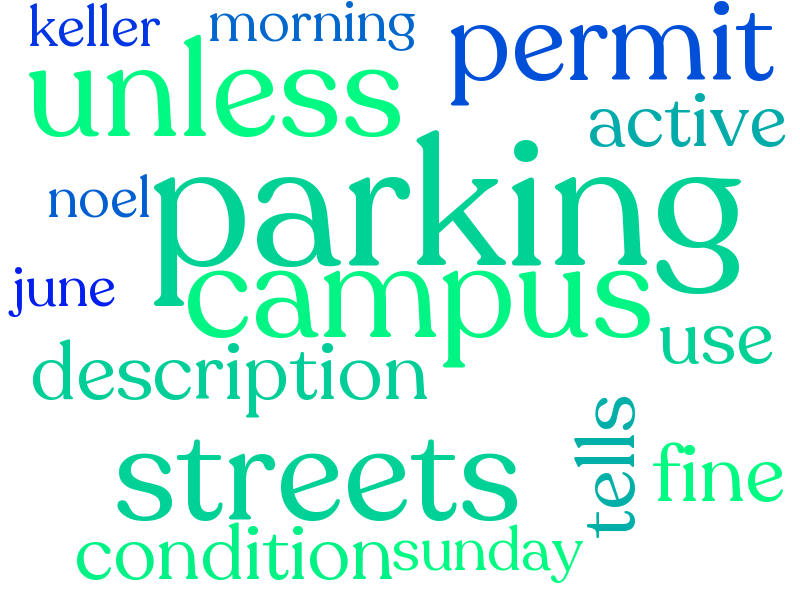 keller morning permit
unless
active
parking
noel
campus
june
use
description
tells
streets
fine
condition sunday